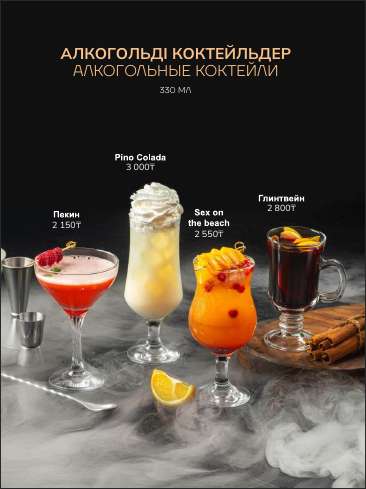 АЛКОГОЛЬДІ КОКТЕЙЛЬДЕР
АЛКОГОЛЬНЫЕ КОКТЕЙЛИ
330 МЛ
Pino Colada
3 000₸
Глинтвейн
2 800₸
Пекин
2 150₸
Sex on
the beach
2 550₸